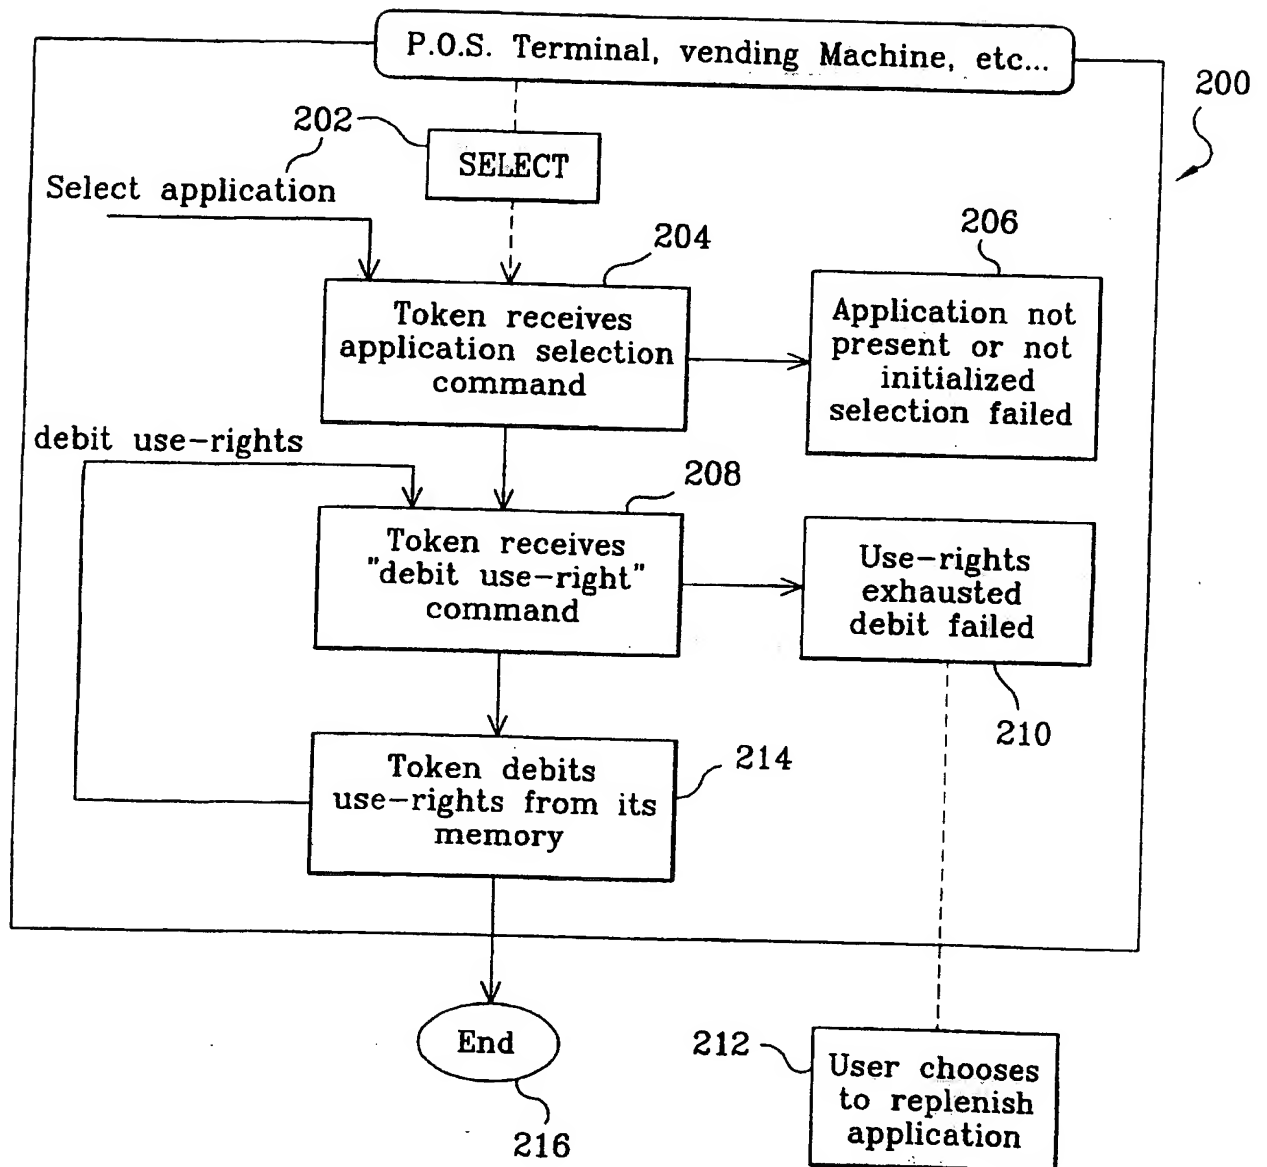 P.O.S. Terminal, vending Machine, etc...
200
202
SELECT
Select application
204
206
Token receives
application selection
command
Application not
present or not
initialized
selection failed
debit use-rights
208
Token receives
"debit use-right"
command
Use-rights
exhausted
debit failed
210
214
Token debits
use-rights from its
memory
End
216
212
User chooses
to replenish
application